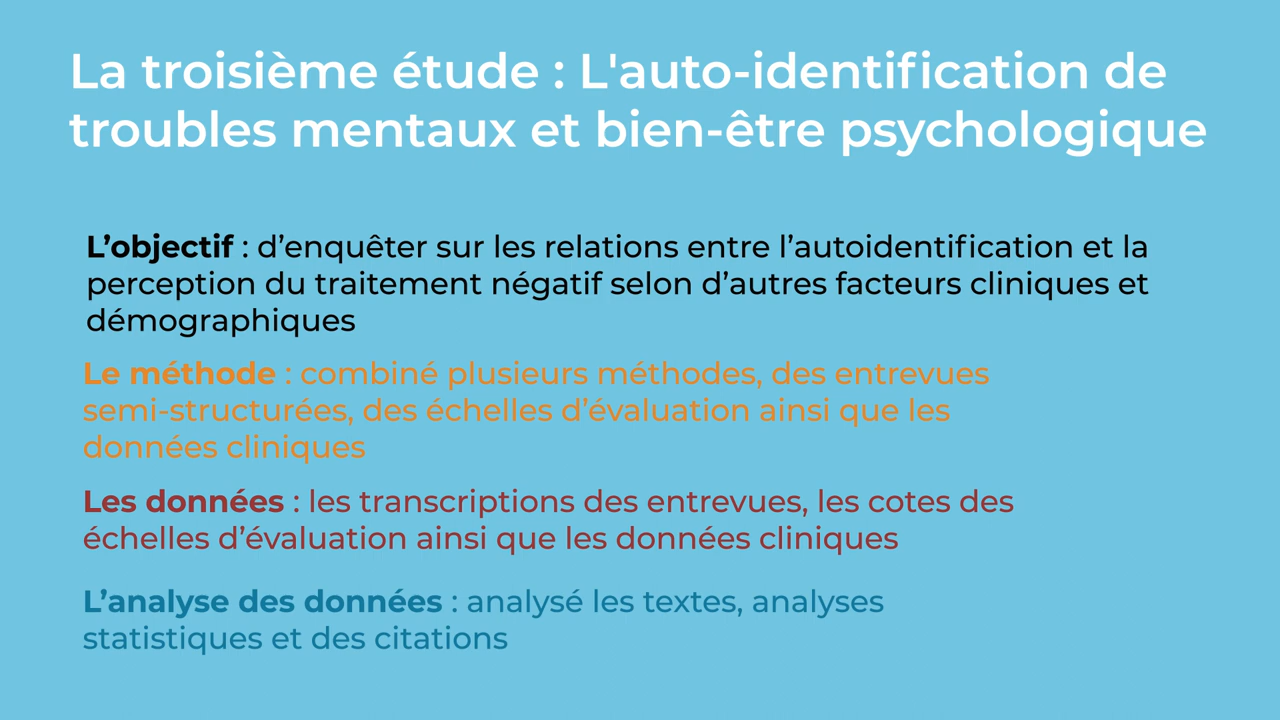 La troisième étude : L'auto-identification de
troubles mentaux et bien-être psychologique
L’objectif : d’enquêter sur les relations entre l’autoidentification et la
perception du traitement négatif selon d’autres facteurs cliniques et
démographiques
Le méthode : combiné plusieurs méthodes, des entrevues
semi-structurées, des échelles d’évaluation ainsi que les
données cliniques
Les données : les transcriptions des entrevues, les cotes des
échelles d’évaluation ainsi que les données cliniques
L’analyse des données : analysé les textes, analyses
statistiques et des citations